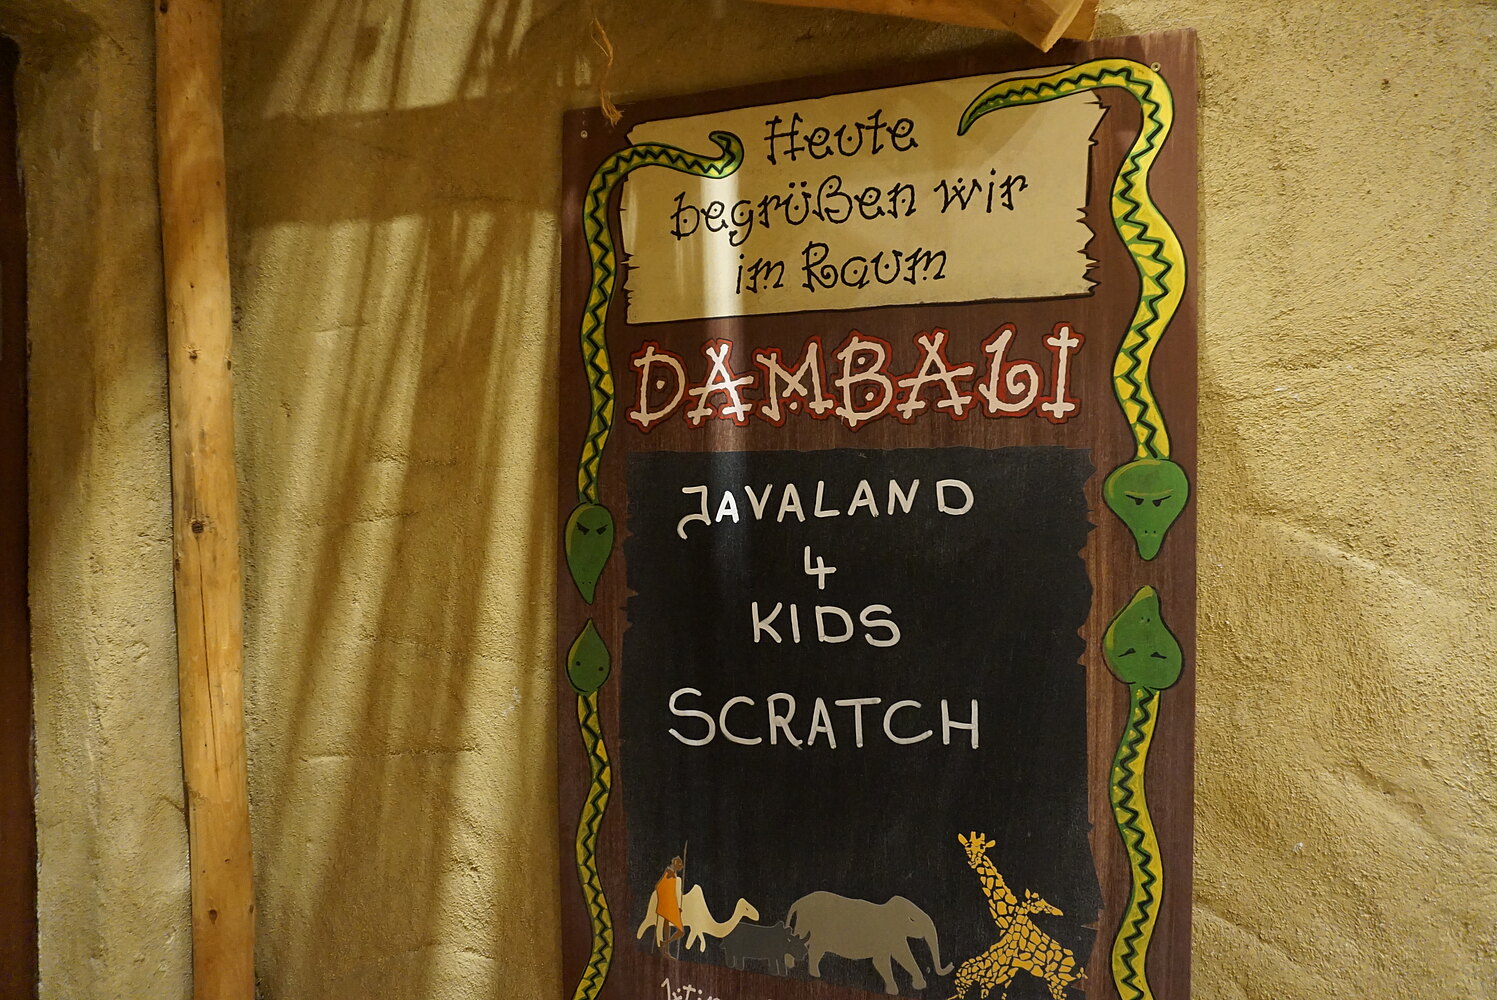 Heute
begrüßen wir
im Raum
DAMBALI
JAVALAND
4
KIDS
SCRATCH